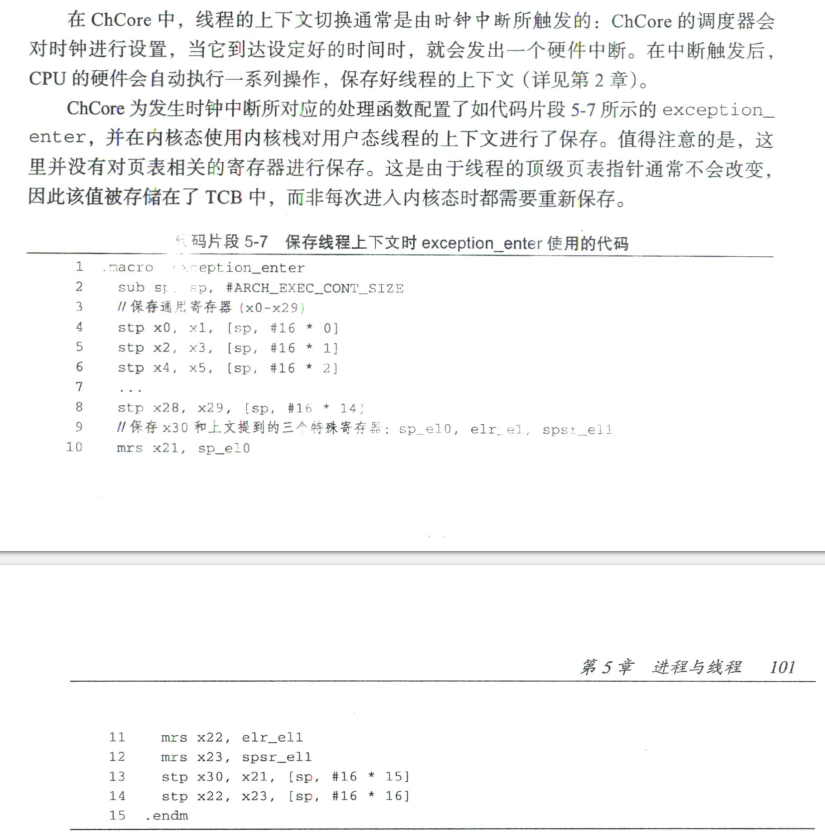 在 ChCore 中，线程的上下文切换通常是由时钟中断所触发的：ChCore 的调度器会
对时钟进行设置，当它到达设定好的时间时，就会发出一个硬件中断。在中断触发后，
CPU 的硬件会自动执行一系列操作，保存好线程的上下文（详见第 2 章）。
ChCore 为发生时钟中断所对应的处理函数配置了如代码片段 5-7 所示的 exception_
enter，并在内核态使用内核栈对用户态线程的上下文进行了保存。值得注意的是，这
里并没有对页表相关的寄存器进行保存。这是由于线程的顶级页表指针通常不会改变，
因此该值被存储在了 TCB 中，而非每次进入内核态时都需要重新保存。
代码片段 5-7 保存线程上下文时 exception_enter 使用的代码
1 .macro exception_enter
2 sub sp, sp, #ARCH_EXEC_CONT_SIZE
3 // 保存通用寄存器 (x0-x29)
4 stp x0, x1, [sp, #16 * 0]
5 stp x2, x3, [sp, #16 * 1]
6 stp x4, x5, [sp, #16 * 2]
7 ...
8 stp x28, x29, [sp, #16 * 14]
9 // 保存 x30 和上文提到的三个特殊寄存器: sp_el0, elr_el1, spsr_el1
10 mrs x21, sp_el0
第 5 章 进程与线程 101
11 mrs x22, elr_el1
12 mrs x23, spsr_el1
13 stp x30, x21, [sp, #16 * 15]
14 stp x22, x23, [sp, #16 * 16]
15 .endm